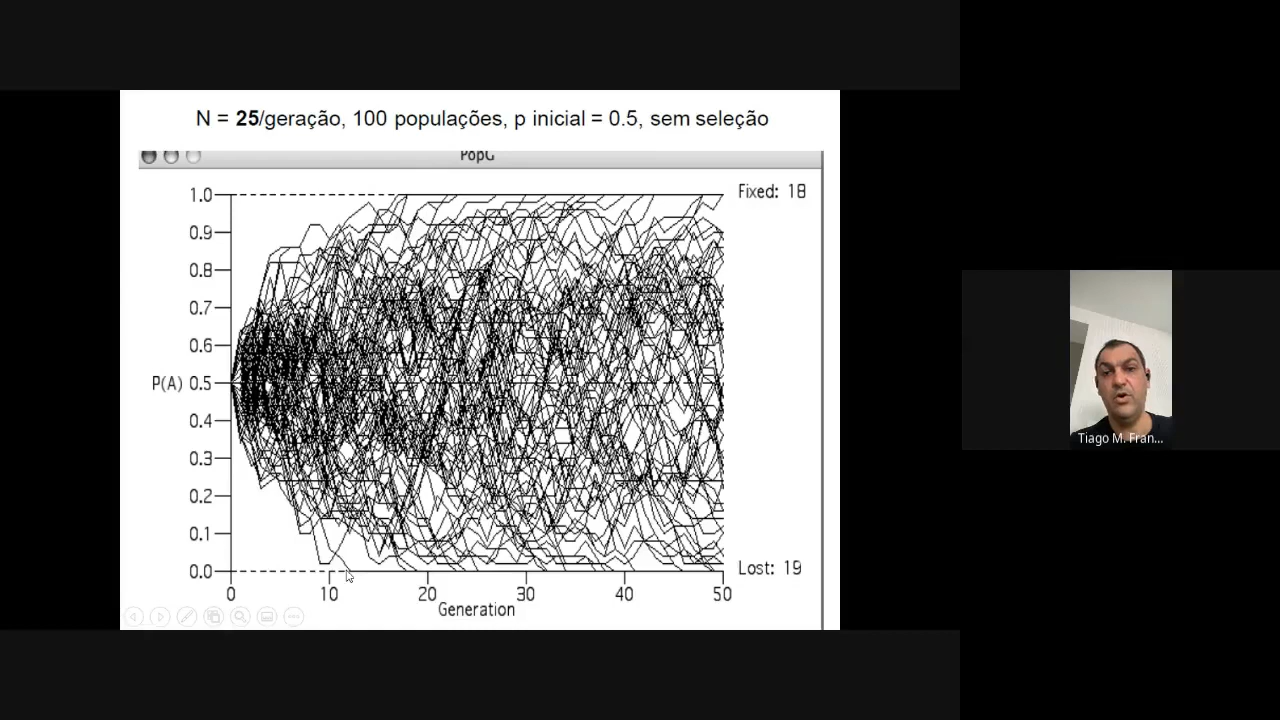 N = 25/geração, 100 populações, p inicial = 0.5, sem seleção
PopG
1.0
Fixed: 18
0.9
0.8
0.7
0.6
P(A) 0.5
0.4
0.3
0.2
0.1
0.0
Lost: 19
0 10 20 30 40 50
Generation
Tiago M. Fran...